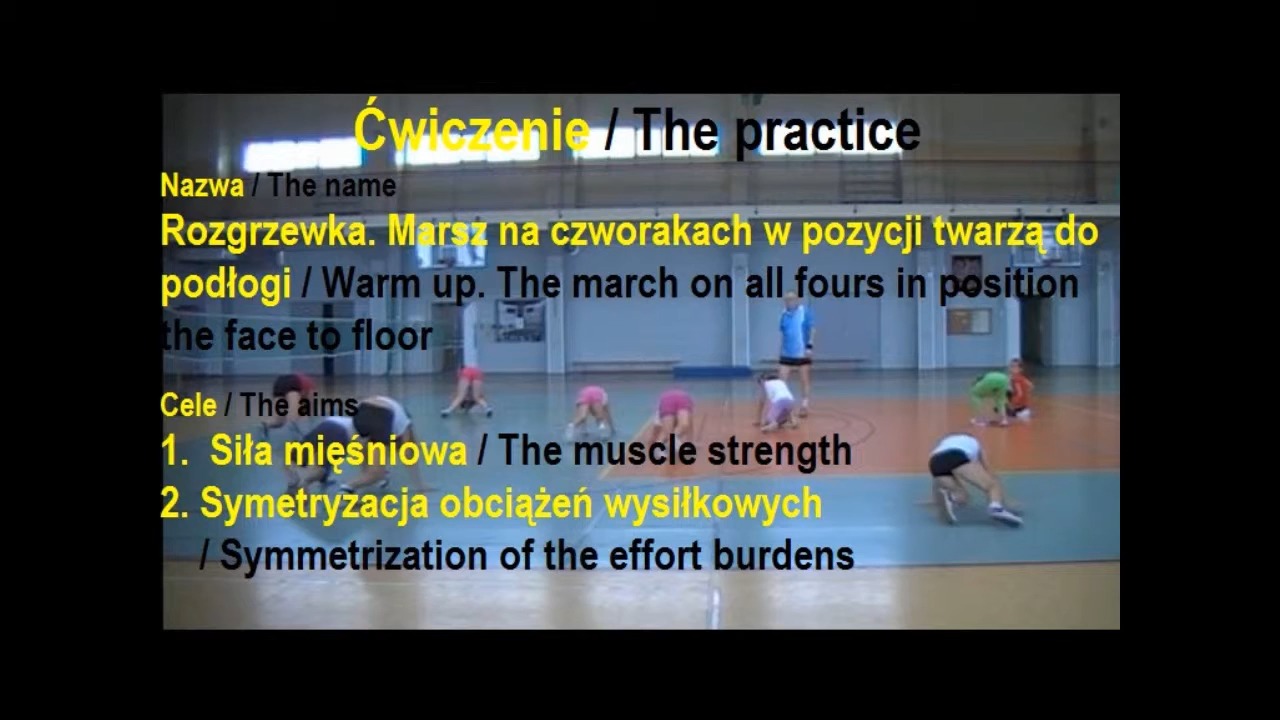 Ćwiczenie / The practice
Nazwa / The name
Rozgrzewka. Marsz na czworakach w pozycji twarzą do
podłogi / Warm up. The march on all fours in position
the face to floor
Cele / The aims
1. Siła mięśniowa / The muscle strength
2. Symetryzacja obciążeń wysiłkowych
/ Symmetrization of the effort burdens